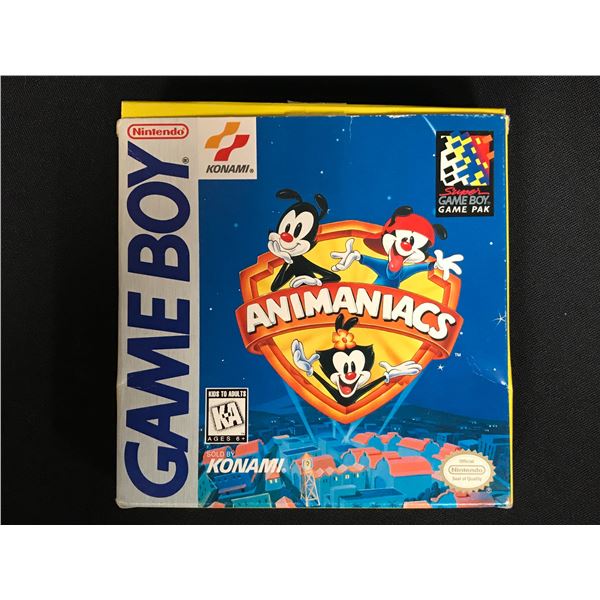 Nintendo®
GAME BOY
KONAMI®
Super
GAME BOY
GAME PAK
ANIMANIACS
™
KIDS TO ADULTS
K-A
AGES 6+
SOLD BY
KONAMI
Official
Nintendo
Seal of Quality